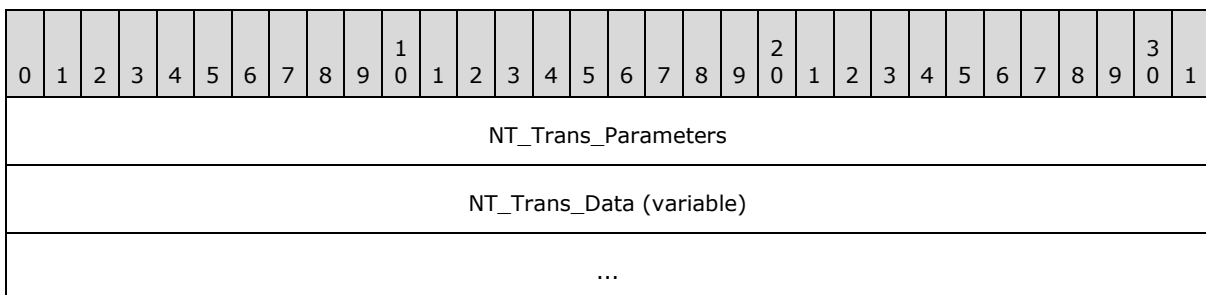 0 1 2 3 4 5 6 7 8 9 1 0 1 2 3 4 5 6 7 8 9 2 0 1 2 3 4 5 6 7 8 9 3 0 1
NT_Trans_Parameters
NT_Trans_Data (variable)
...